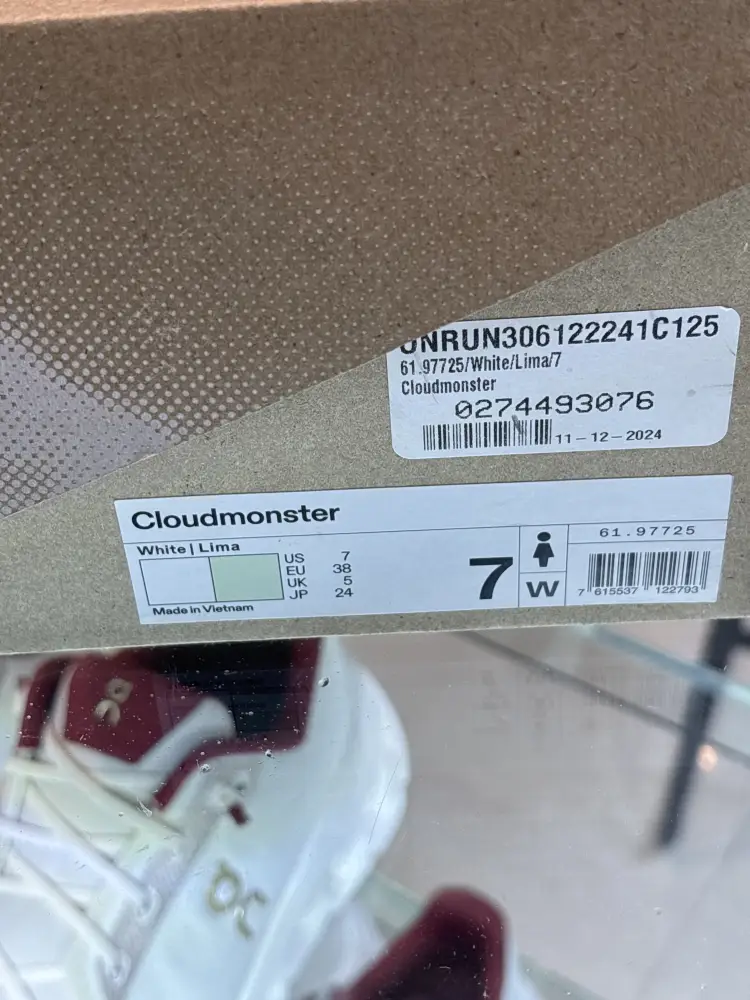 ONRUN306122241C125
61.97725/White/Lima/7
Cloudmonster
0274493076
11-12-2024
Cloudmonster
White | Lima
US 7
EU 38
UK 5
JP 24
Made in Vietnam
7
W
61.97725
7 615537 122793